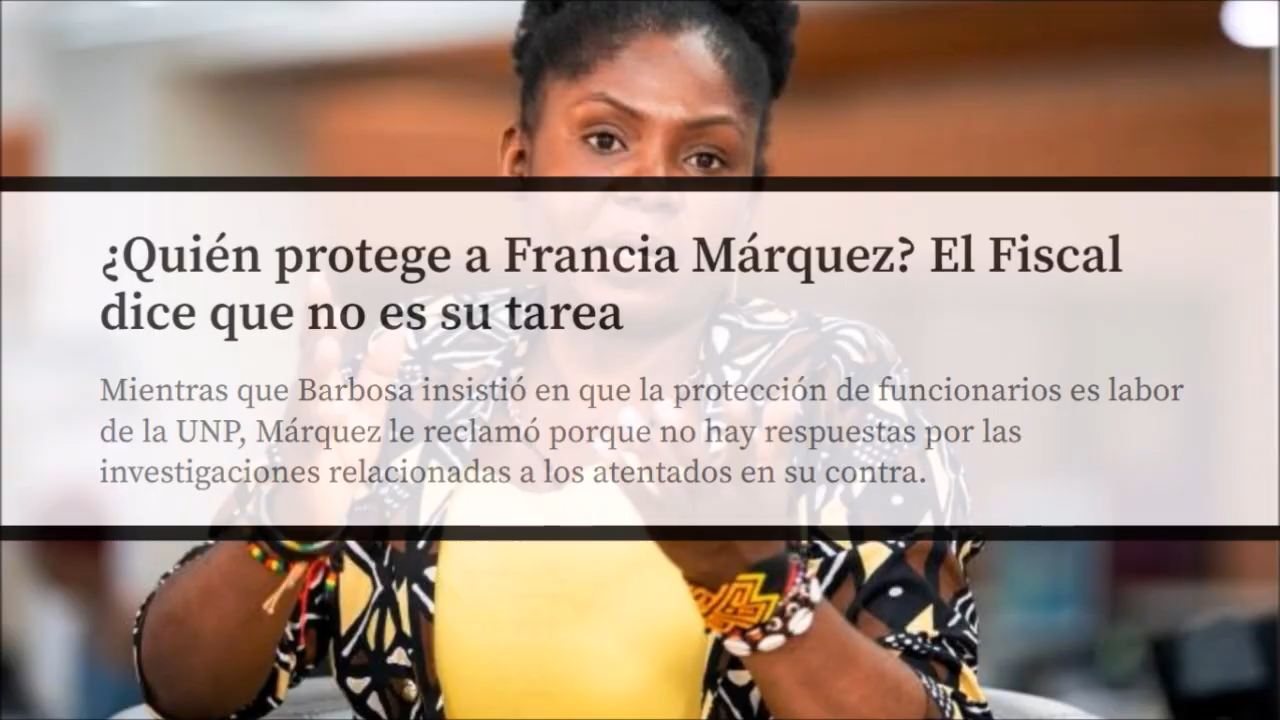 ¿Quién protege a Francia Márquez? El Fiscal
dice que no es su tarea
Mientras que Barbosa insistió en que la protección de funcionarios es labor
de la UNP, Márquez le reclamó porque no hay respuestas por las
investigaciones relacionadas a los atentados en su contra.